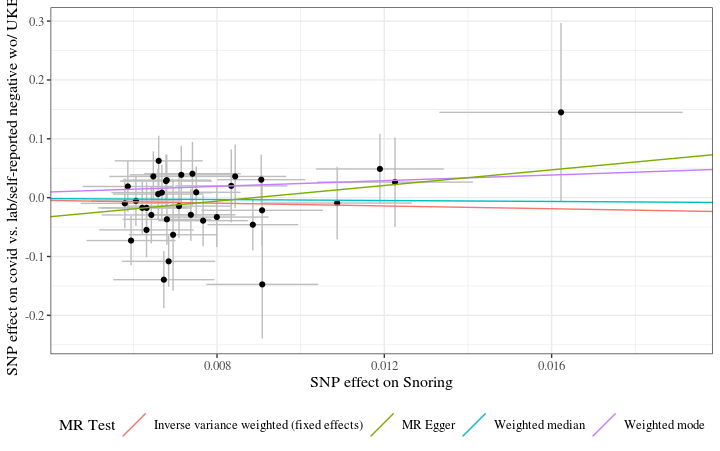 SNP effect on covid vs. lab/self-reported negative wo/
0.3
0.2
0.1
0.0
-0.1
-0.2
0.008
0.012
0.016
SNP effect on Snoring
MR Test
Inverse variance weighted (fixed effects)
MR Egger
Weighted median
Weighted mode